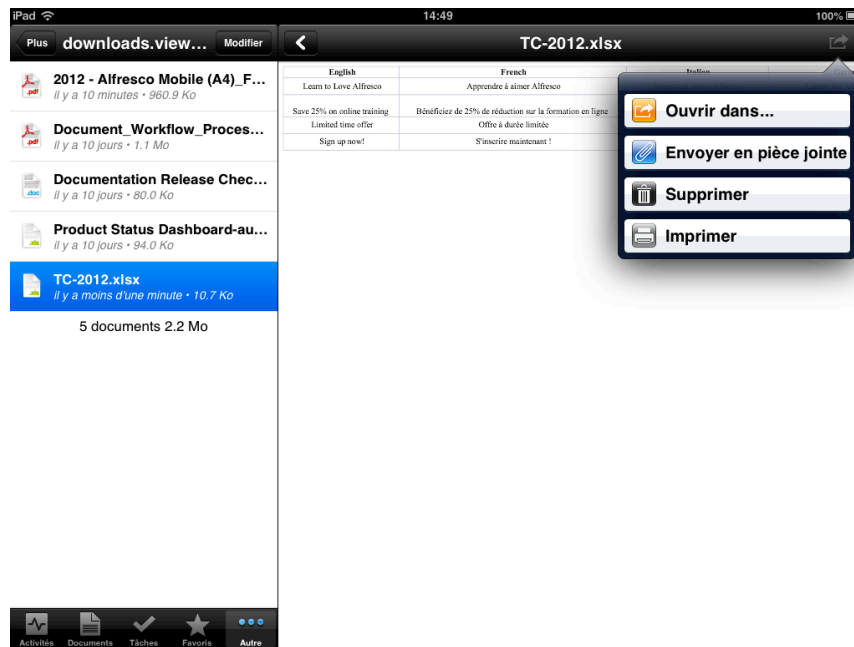 iPad
14:49
100%
Plus
downloads.view...
Modifier
TC-2012.xlsx
2012 - Alfresco Mobile (A4)_F...
il y a 10 minutes • 960.9 Ko
Document_Workflow_Proces...
il y a 10 jours • 1.1 Mo
Documentation Release Chec...
il y a 10 jours • 80.0 Ko
Product Status Dashboard-au...
il y a 10 jours • 94.0 Ko
TC-2012.xlsx
il y a moins d'une minute • 10.7 Ko
5 documents 2.2 Mo
English French Italian
Learn to Love Alfresco Apprendre à aimer Alfresco
Save 25% on online training Bénéficiez de 25% de réduction sur la formation en ligne
Limited time offer Offre à durée limitée
Sign up now! S'inscrire maintenant !
Ouvrir dans...
Envoyer en pièce jointe
Supprimer
Imprimer
Activités Documents Tâches Favoris Autre